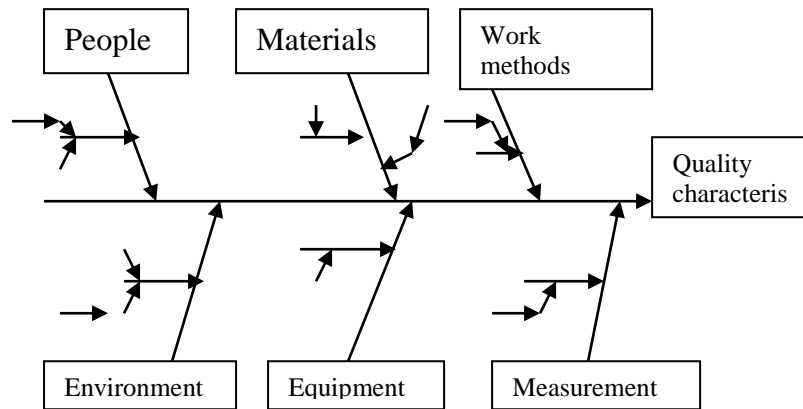 People
Materials
Work
methods
Quality
characteris
Environment
Equipment
Measurement